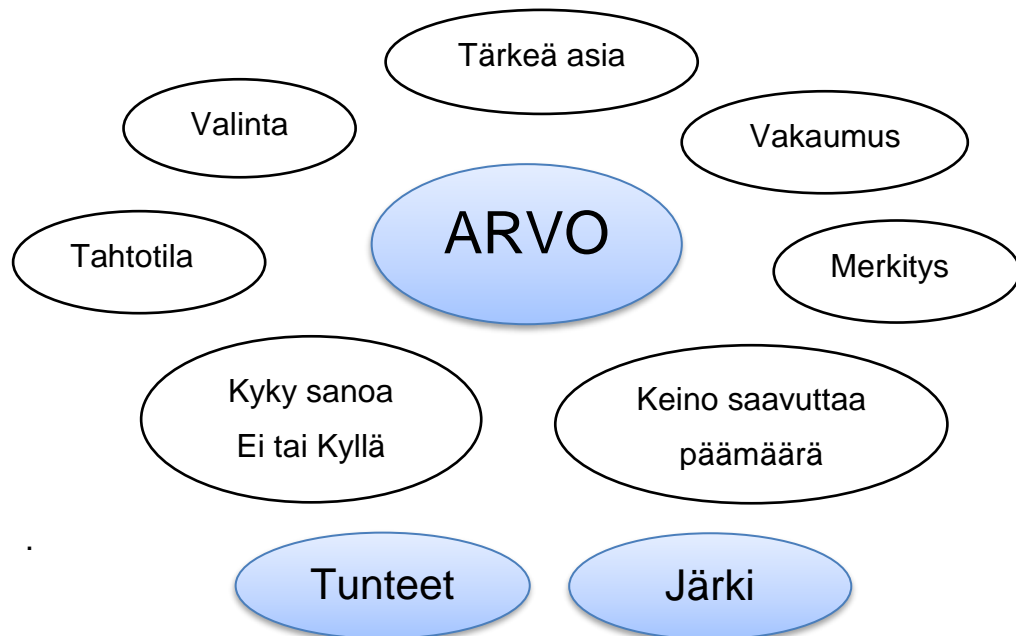 Tärkeä asia
Valinta
Vakaumus
ARVO
Tahtotila
Merkitys
Kyky sanoa
Ei tai Kyllä
Keino saavuttaa
päämäärä
.
Tunteet
Järki